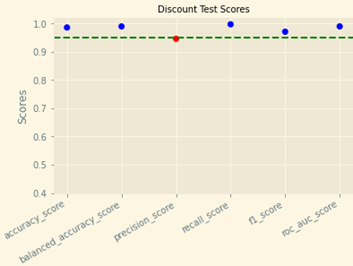 Discount Test Scores
1.0
0.9
0.8
0.7
0.6
0.5
0.4
Scores
accuracy_score
balanced_accuracy_score
precision_score
recall_score
f1_score
roc_auc_score